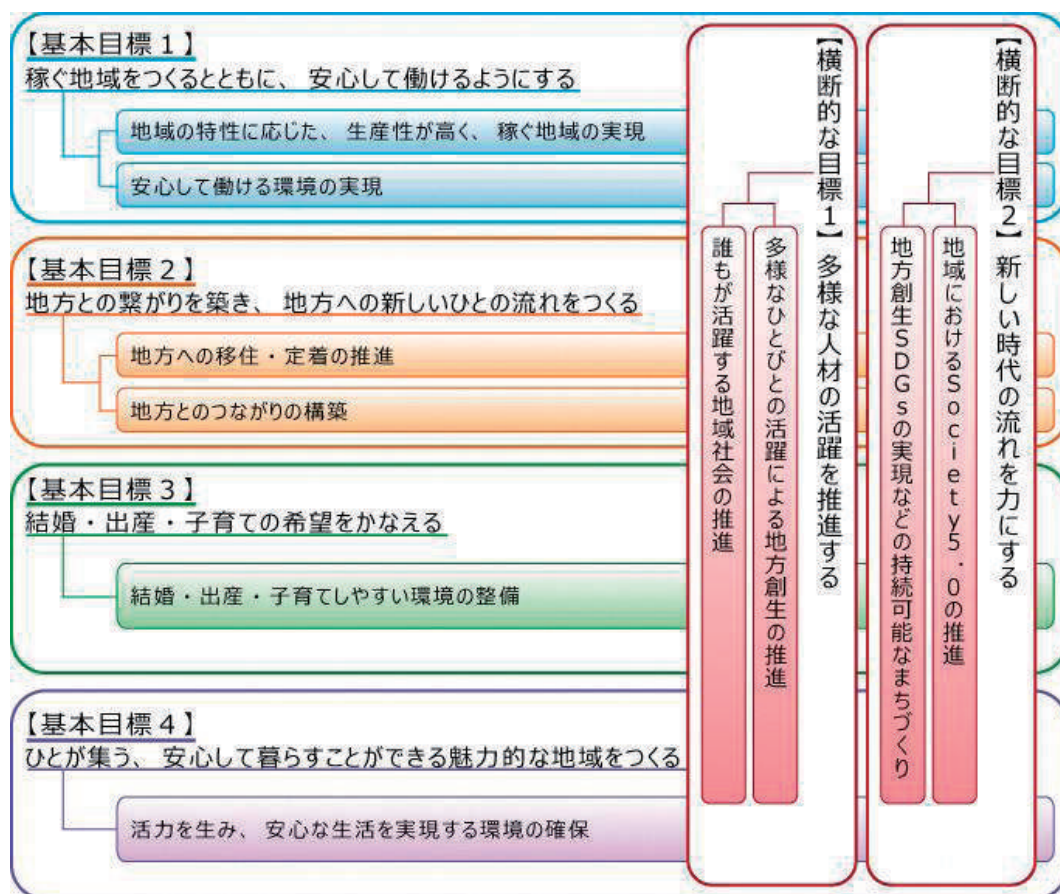 【基本目標1】
稼ぐ地域をつくるとともに、安心して働けるようにする
地域の特性に応じた、生産性が高く、稼ぐ地域の実現
安心して働ける環境の実現
【基本目標2】
地方との繋がりを築き、地方への新しいひとの流れをつくる
地方への移住・定着の推進
地方とのつながりの構築
【基本目標3】
結婚・出産・子育ての希望をかなえる
結婚・出産・子育てしやすい環境の整備
【基本目標4】
ひとが集う、安心して暮らすことができる魅力的な地域をつくる
活力を生み、安心な生活を実現する環境の確保
【横断的な目標1】多様な人材の活躍を推進する
多様なひとびとの活躍による地方創生の推進
誰もが活躍する地域社会の推進
【横断的な目標2】新しい時代の流れを力にする
地域におけるSociety5.0の推進
地方創生SDGsの実現などの持続可能なまちづくり